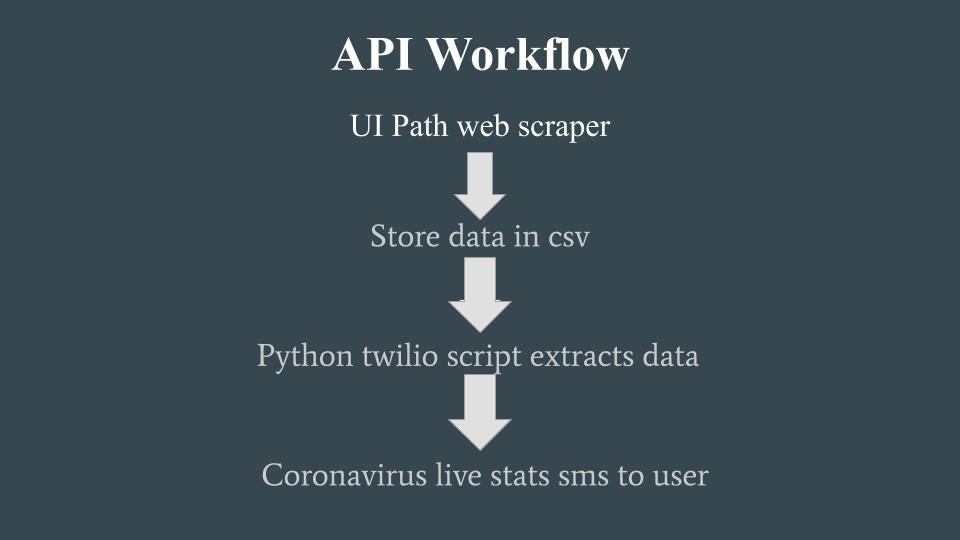 API Workflow
UI Path web scraper
Store data in csv
Python twilio script extracts data
Coronavirus live stats sms to user